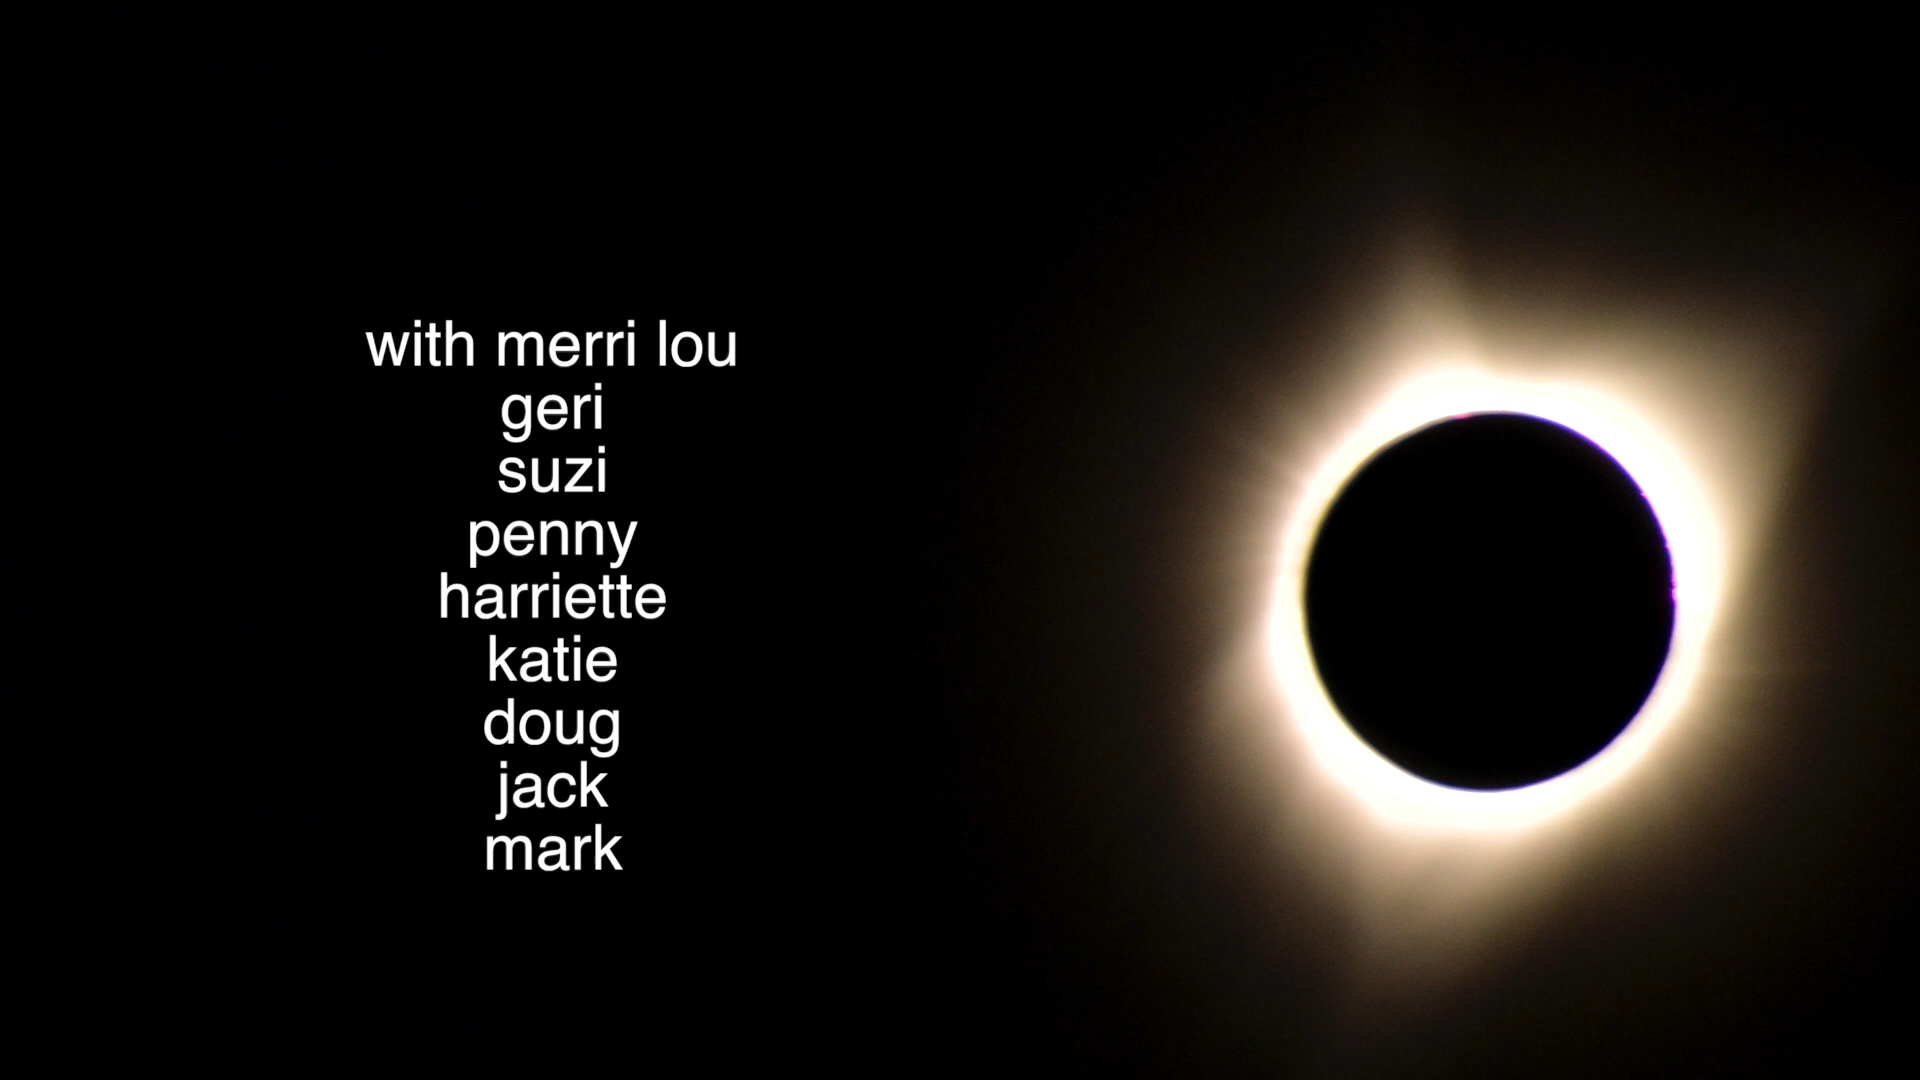 with merri lou
geri
suzi
penny
harriette
katie
doug
jack
mark